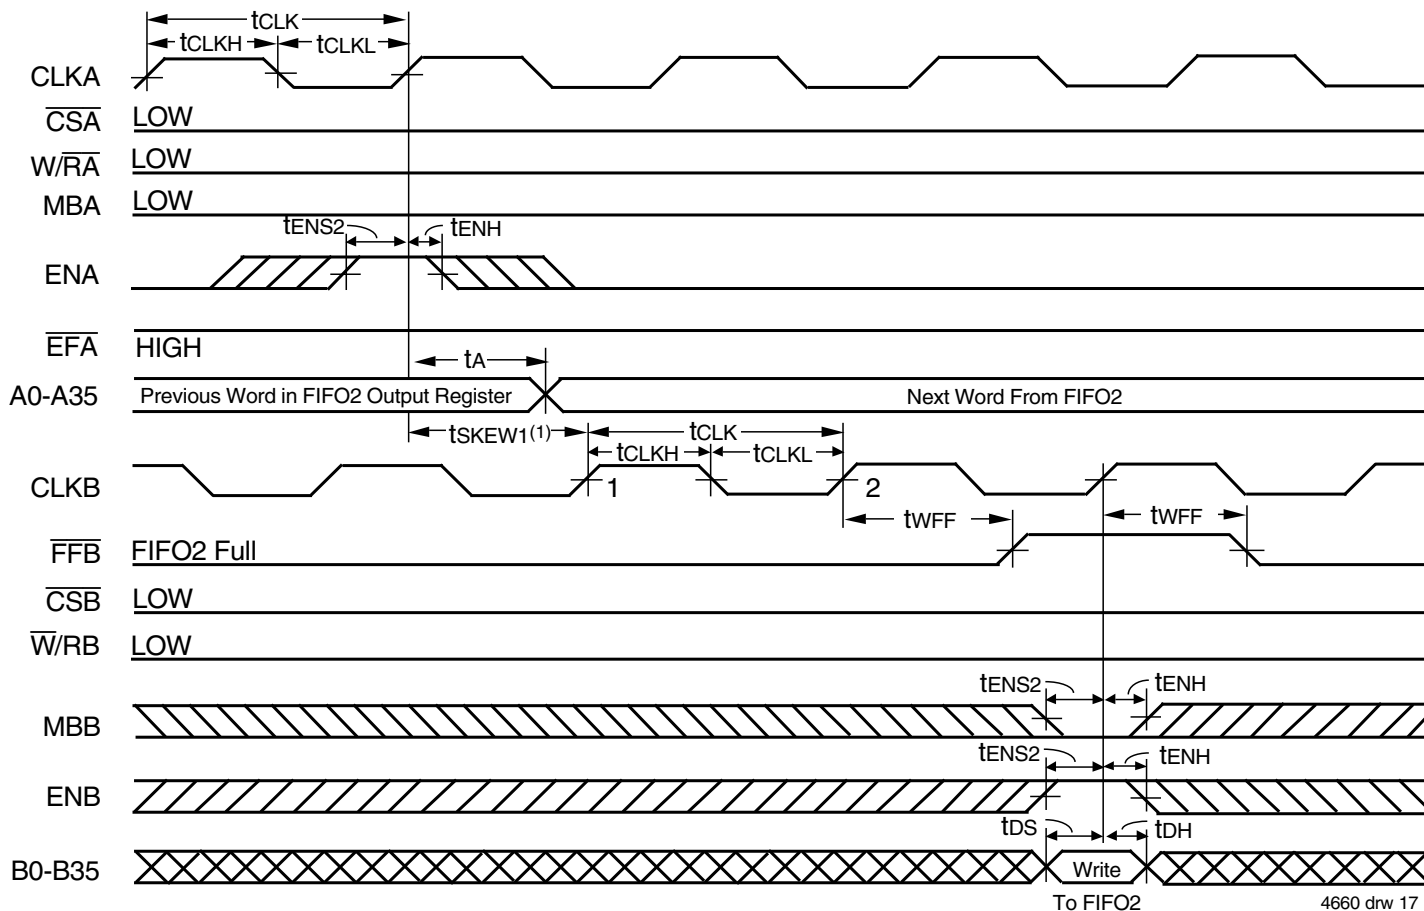 tCLK
tCLKH tCLKL
CLKA
CSA LOW
W/RA LOW
MBA LOW
tENS2 tENH
ENA
EFA HIGH
tA
A0-A35 Previous Word in FIFO2 Output Register Next Word From FIFO2
tSKEW1(1) tCLK
tCLKH tCLKL
CLKB 1 2
tWFF tWFF
FFB FIFO2 Full
CSB LOW
W/RB LOW
tENS2 tENH
MBB
tENS2 tENH
ENB
tDS tDH
B0-B35 Write
To FIFO2 4660 drw 17